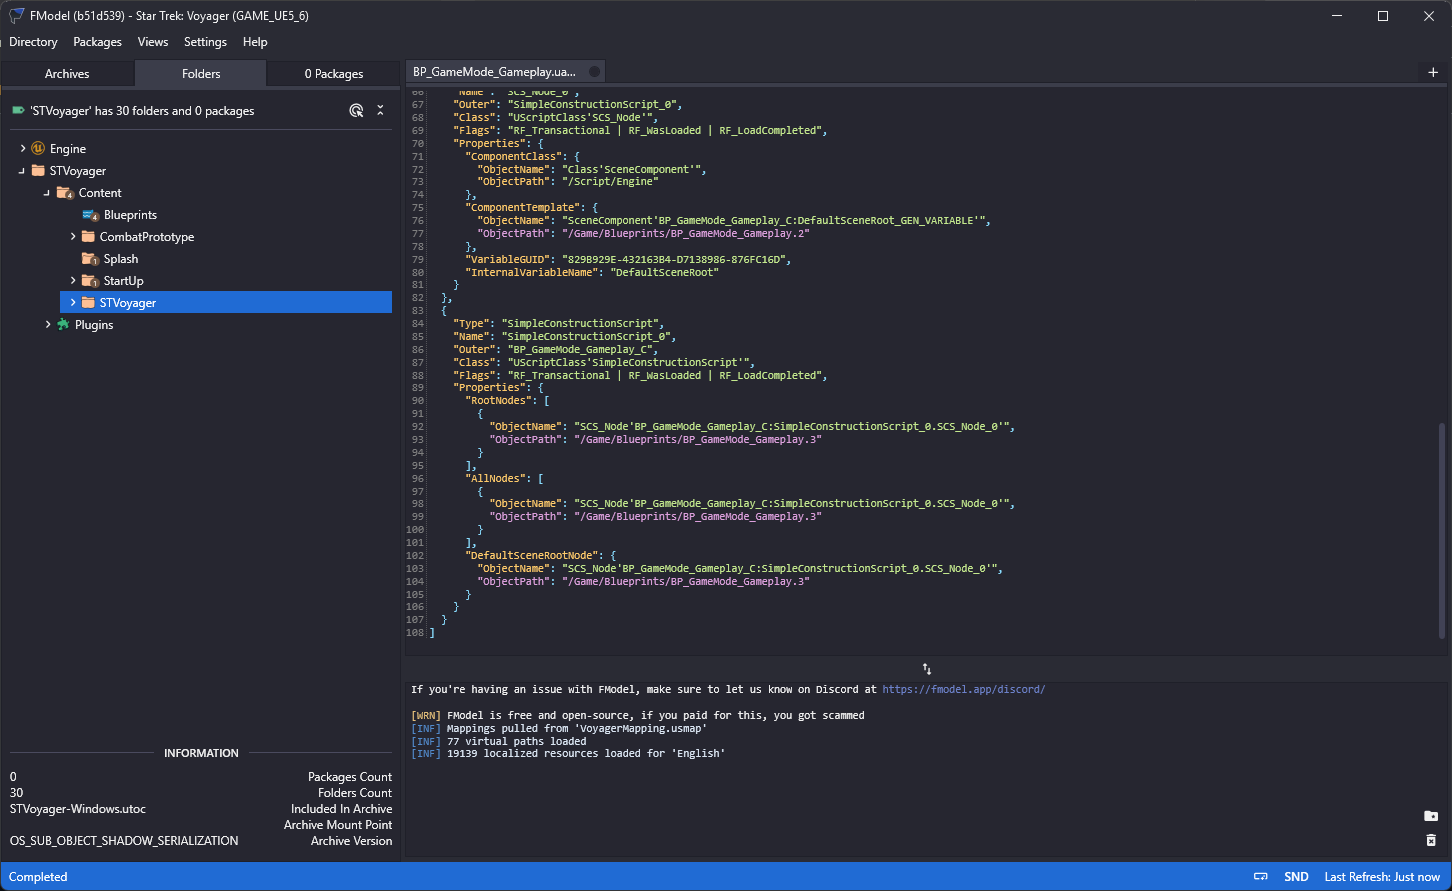 FModel (b51d539) - Star Trek: Voyager (GAME_UE5_6)
Directory Packages Views Settings Help
Archives Folders 0 Packages
'STVoyager' has 30 folders and 0 packages
Engine
STVoyager
4 Content
4 Blueprints
CombatPrototype
1 Splash
1 StartUp
STVoyager
Plugins
INFORMATION
0 Packages Count
30 Folders Count
STVoyager-Windows.utoc Included In Archive
Archive Mount Point
OS_SUB_OBJECT_SHADOW_SERIALIZATION Archive Version
BP_GameMode_Gameplay.ua...
66 "Name": "SCS_Node_0",
67 "Outer": "SimpleConstructionScript_0",
68 "Class": "UScriptClass'SCS_Node'",
69 "Flags": "RF_Transactional | RF_WasLoaded | RF_LoadCompleted",
70 "Properties": {
71 "ComponentClass": {
72 "ObjectName": "Class'SceneComponent'",
73 "ObjectPath": "/Script/Engine"
74 },
75 "ComponentTemplate": {
76 "ObjectName": "SceneComponent'BP_GameMode_Gameplay_C:DefaultSceneRoot_GEN_VARIABLE'",
77 "ObjectPath": "/Game/Blueprints/BP_GameMode_Gameplay.2"
78 },
79 "VariableGUID": "829B929E-432163B4-D7138986-876FC16D",
80 "InternalVariableName": "DefaultSceneRoot"
81 }
82 },
83 {
84 "Type": "SimpleConstructionScript",
85 "Name": "SimpleConstructionScript_0",
86 "Outer": "BP_GameMode_Gameplay_C",
87 "Class": "UScriptClass'SimpleConstructionScript'",
88 "Flags": "RF_Transactional | RF_WasLoaded | RF_LoadCompleted",
89 "Properties": {
90 "RootNodes": [
91 {
92 "ObjectName": "SCS_Node'BP_GameMode_Gameplay_C:SimpleConstructionScript_0.SCS_Node_0'",
93 "ObjectPath": "/Game/Blueprints/BP_GameMode_Gameplay.3"
94 }
95 ],
96 "AllNodes": [
97 {
98 "ObjectName": "SCS_Node'BP_GameMode_Gameplay_C:SimpleConstructionScript_0.SCS_Node_0'",
99 "ObjectPath": "/Game/Blueprints/BP_GameMode_Gameplay.3"
100 }
101 ],
102 "DefaultSceneRootNode": {
103 "ObjectName": "SCS_Node'BP_GameMode_Gameplay_C:SimpleConstructionScript_0.SCS_Node_0'",
104 "ObjectPath": "/Game/Blueprints/BP_GameMode_Gameplay.3"
105 }
106 }
107 }
108 ]
If you're having an issue with FModel, make sure to let us know on Discord at https://fmodel.app/discord/
[WRN] FModel is free and open-source, if you paid for this, you got scammed
[INF] Mappings pulled from 'VoyagerMapping.usmap'
[INF] 77 virtual paths loaded
[INF] 19139 localized resources loaded for 'English'
Completed SND Last Refresh: Just now